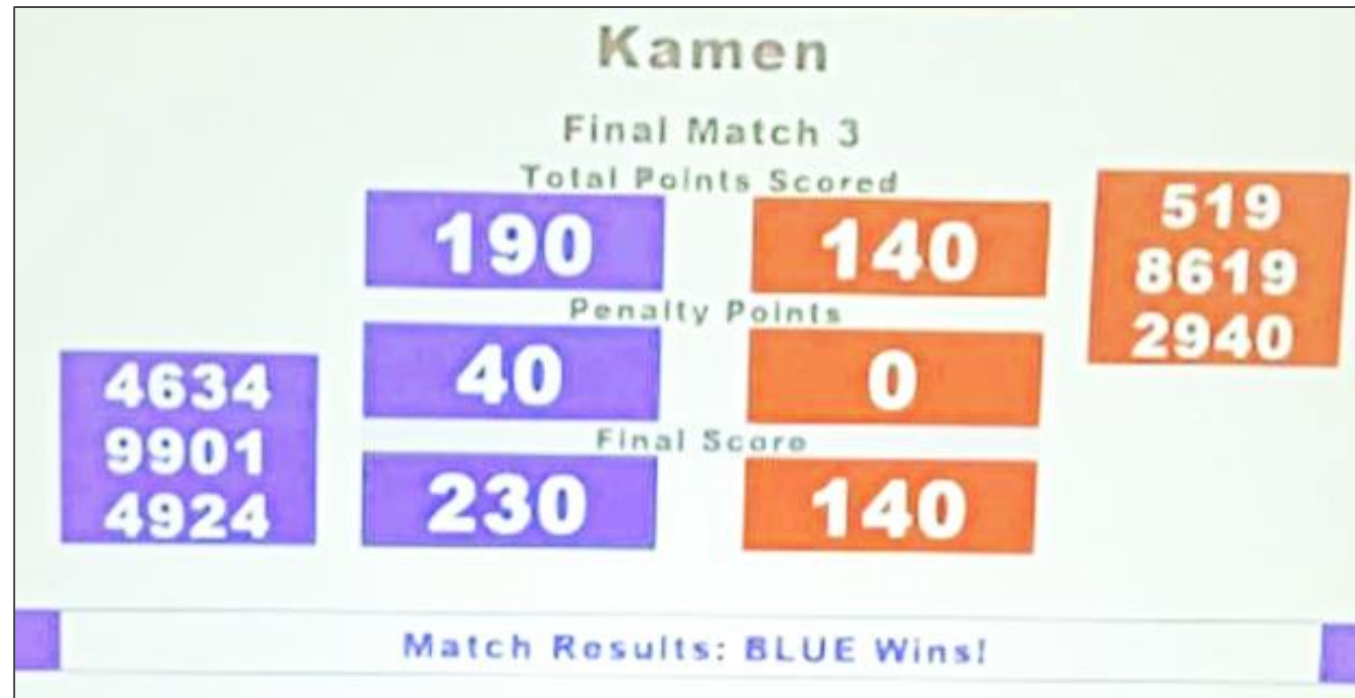 Kamen
Final Match 3
Total Points Scored
190 140
Penalty Points
40 0
Final Score
230 140
4634
9901
4924
519
8619
2940
Match Results: BLUE Wins!